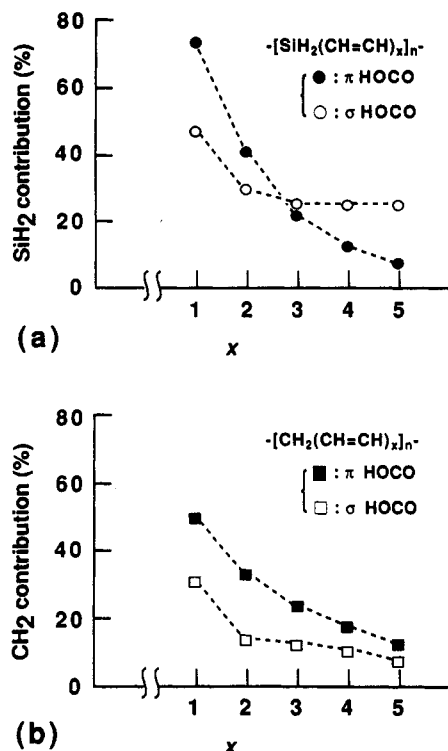 SiH2 contribution (%)
80
60
40
20
0
-[SiH2(CH=CH)x]n-
: π HOCO
: σ HOCO
1 2 3 4 5
x
(a)
CH2 contribution (%)
80
60
40
20
0
-[CH2(CH=CH)x]n-
: π HOCO
: σ HOCO
1 2 3 4 5
x
(b)